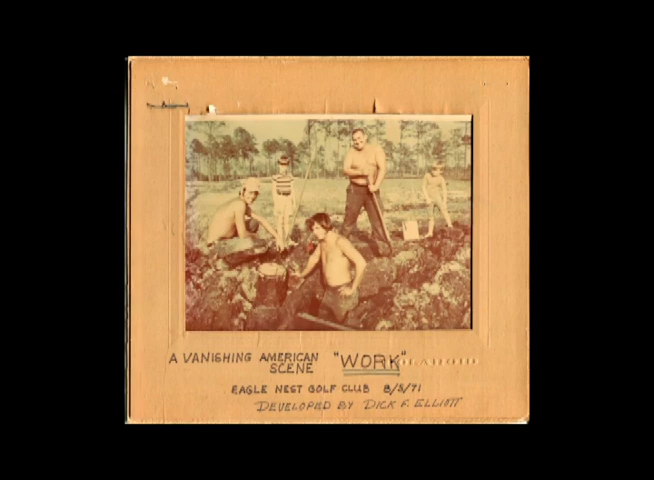 A VANISHING AMERICAN "WORK"
SCENE
EAGLE NEST GOLF CLUB 8/5/71
DEVELOPED BY DICK F. ELLIOTT